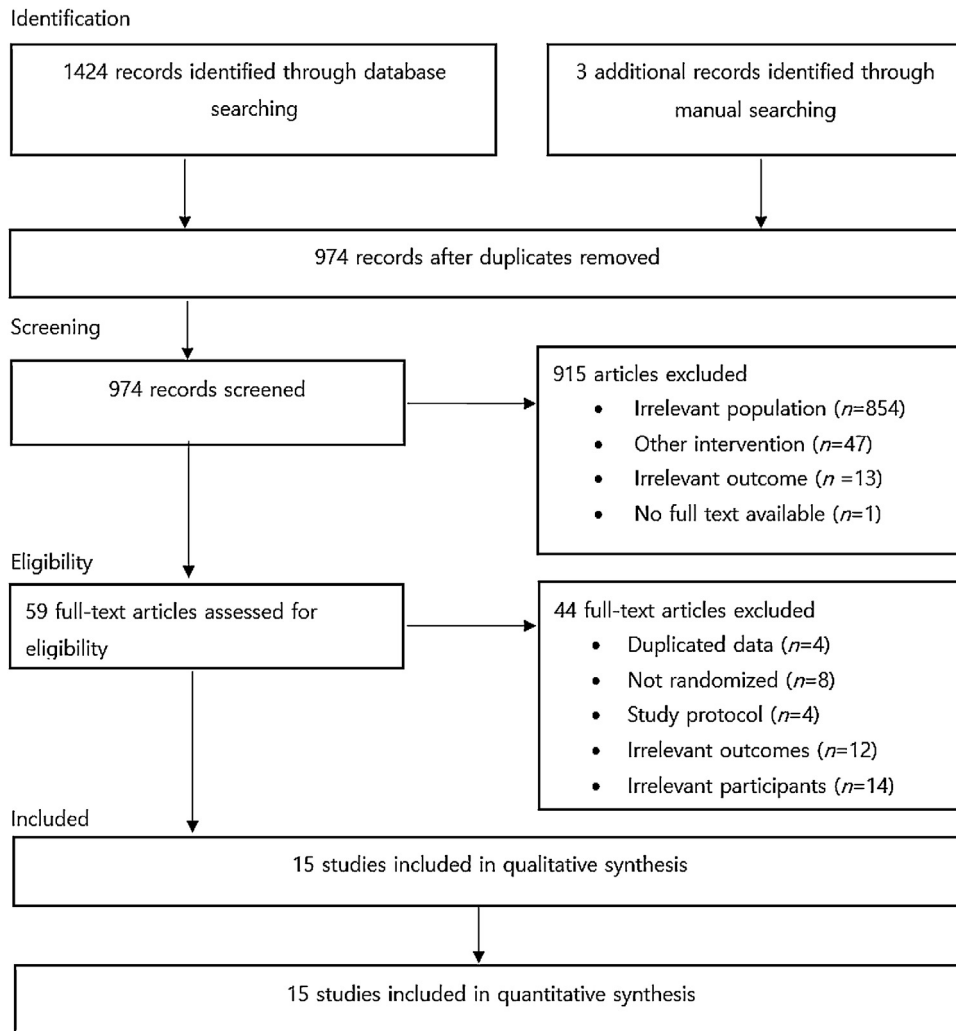 Identification
1424 records identified through database
searching
3 additional records identified through
manual searching
974 records after duplicates removed
Screening
974 records screened
915 articles excluded
• Irrelevant population (n=854)
• Other intervention (n=47)
• Irrelevant outcome (n =13)
• No full text available (n=1)
Eligibility
59 full-text articles assessed for
eligibility
44 full-text articles excluded
• Duplicated data (n=4)
• Not randomized (n=8)
• Study protocol (n=4)
• Irrelevant outcomes (n=12)
• Irrelevant participants (n=14)
Included
15 studies included in qualitative synthesis
15 studies included in quantitative synthesis